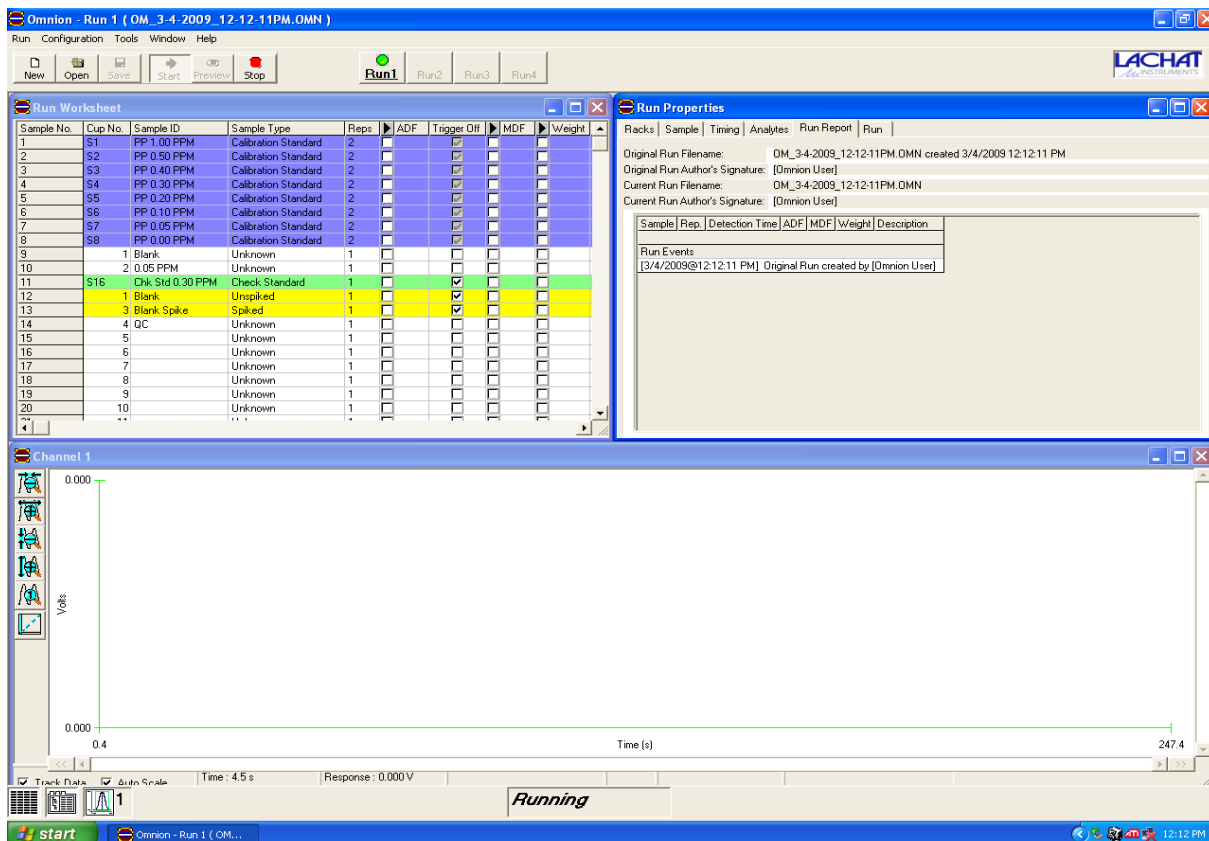 Omnion - Run 1 ( OM_3-4-2009_12-12-11PM.OMN )
Run Configuration Tools Window Help
New Open Save Start Preview Stop Run1 Run2 Run3 Run4
LACHAT
INSTRUMENTS
Run Worksheet
Sample No. Cup No. Sample ID Sample Type Reps ADF Trigger Off MDF Weight
1 S1 PP 1.00 PPM Calibration Standard 2
2 S2 PP 0.50 PPM Calibration Standard 2
3 S3 PP 0.40 PPM Calibration Standard 2
4 S4 PP 0.30 PPM Calibration Standard 2
5 S5 PP 0.20 PPM Calibration Standard 2
6 S6 PP 0.10 PPM Calibration Standard 2
7 S7 PP 0.05 PPM Calibration Standard 2
8 S8 PP 0.00 PPM Calibration Standard 2
9 1 Blank Unknown 1
10 2 0.05 PPM Unknown 1
11 S16 Chk Std 0.30 PPM Check Standard 1
12 1 Blank Unspiked 1
13 3 Blank Spike Spiked 1
14 4 QC Unknown 1
15 5 Unknown 1
16 6 Unknown 1
17 7 Unknown 1
18 8 Unknown 1
19 9 Unknown 1
20 10 Unknown 1
Run Properties
Racks Sample Timing Analytes Run Report Run
Original Run Filename: OM_3-4-2009_12-12-11PM.OMN created 3/4/2009 12:12:11 PM
Original Run Author's Signature: [Omnion User]
Current Run Filename: OM_3-4-2009_12-12-11PM.OMN
Current Run Author's Signature: [Omnion User]
Sample Rep. Detection Time ADF MDF Weight Description
Run Events
[3/4/2009@12:12:11 PM] Original Run created by [Omnion User]
Channel 1
0.000
Volts
0.000
0.4 Time (s) 247.4
Track Data Auto Scale Time : 4.5 s Response : 0.000 V
1 Running
start Omnion - Run 1 ( OM... 12:12 PM